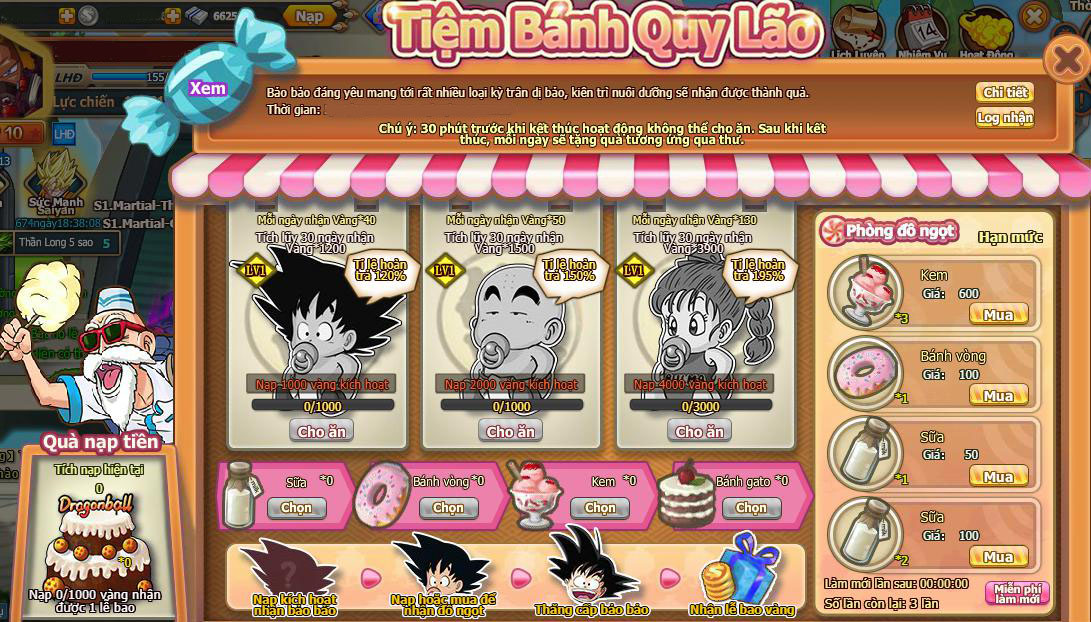 6625
Nạp
Tiệm Bánh Quy Lão
Lịch Luyện
Nhiệm Vụ
Hoạt Động
14
LHĐ
155
Lực chiến
Xem
Bảo bảo đáng yêu mang tới rất nhiều loại kỳ trân dị bảo, kiên trì nuôi dưỡng sẽ nhận được thành quả.
Thời gian:
Chú ý: 30 phút trước khi kết thúc hoạt động không thể cho ăn. Sau khi kết
thúc, mỗi ngày sẽ tặng quà tương ứng qua thư.
Chi tiết
Log nhận
10
LHĐ
13
Sức Mạnh
Saiyan
S1.Martial-Th
674ngày18:38:08
S1.Martial-
Thần Long 5 sao 5
Mỗi ngày nhận Vàng*40
Tích lũy 30 ngày nhận
Vàng*1200
LV1
Tỉ lệ hoàn
trả 120%
Nạp 1000 vàng kích hoạt
0/1000
Cho ăn
Mỗi ngày nhận Vàng*50
Tích lũy 30 ngày nhận
Vàng*1500
LV1
Tỉ lệ hoàn
trả 150%
Nạp 2000 vàng kích hoạt
0/1000
Cho ăn
Mỗi ngày nhận Vàng*130
Tích lũy 30 ngày nhận
Vàng*3900
LV1
Tỉ lệ hoàn
trả 195%
Nạp 4000 vàng kích hoạt
0/3000
Cho ăn
Phòng đồ ngọt
Hạn mức
Kem
Giá: 600
*3
Mua
Bánh vòng
Giá: 100
*1
Mua
Sữa
Giá: 50
*1
Mua
Sữa
Giá: 100
*2
Mua
Làm mới lần sau: 00:00:00
Số lần còn lại: 3 lần
Miễn phí
làm mới
Quà nạp tiền
Tích nạp hiện tại
0
Dragonball
*0
Nạp 0/1000 vàng nhận
được 1 lễ bao
Sữa *0
Chọn
Bánh vòng *0
Chọn
Kem *0
Chọn
Bánh gato *0
Chọn
?
Nạp kích hoạt
nhận bảo bảo
Nạp hoặc mua để
nhận đồ ngọt
Thăng cấp bảo bảo
Nhận lễ bao vàng